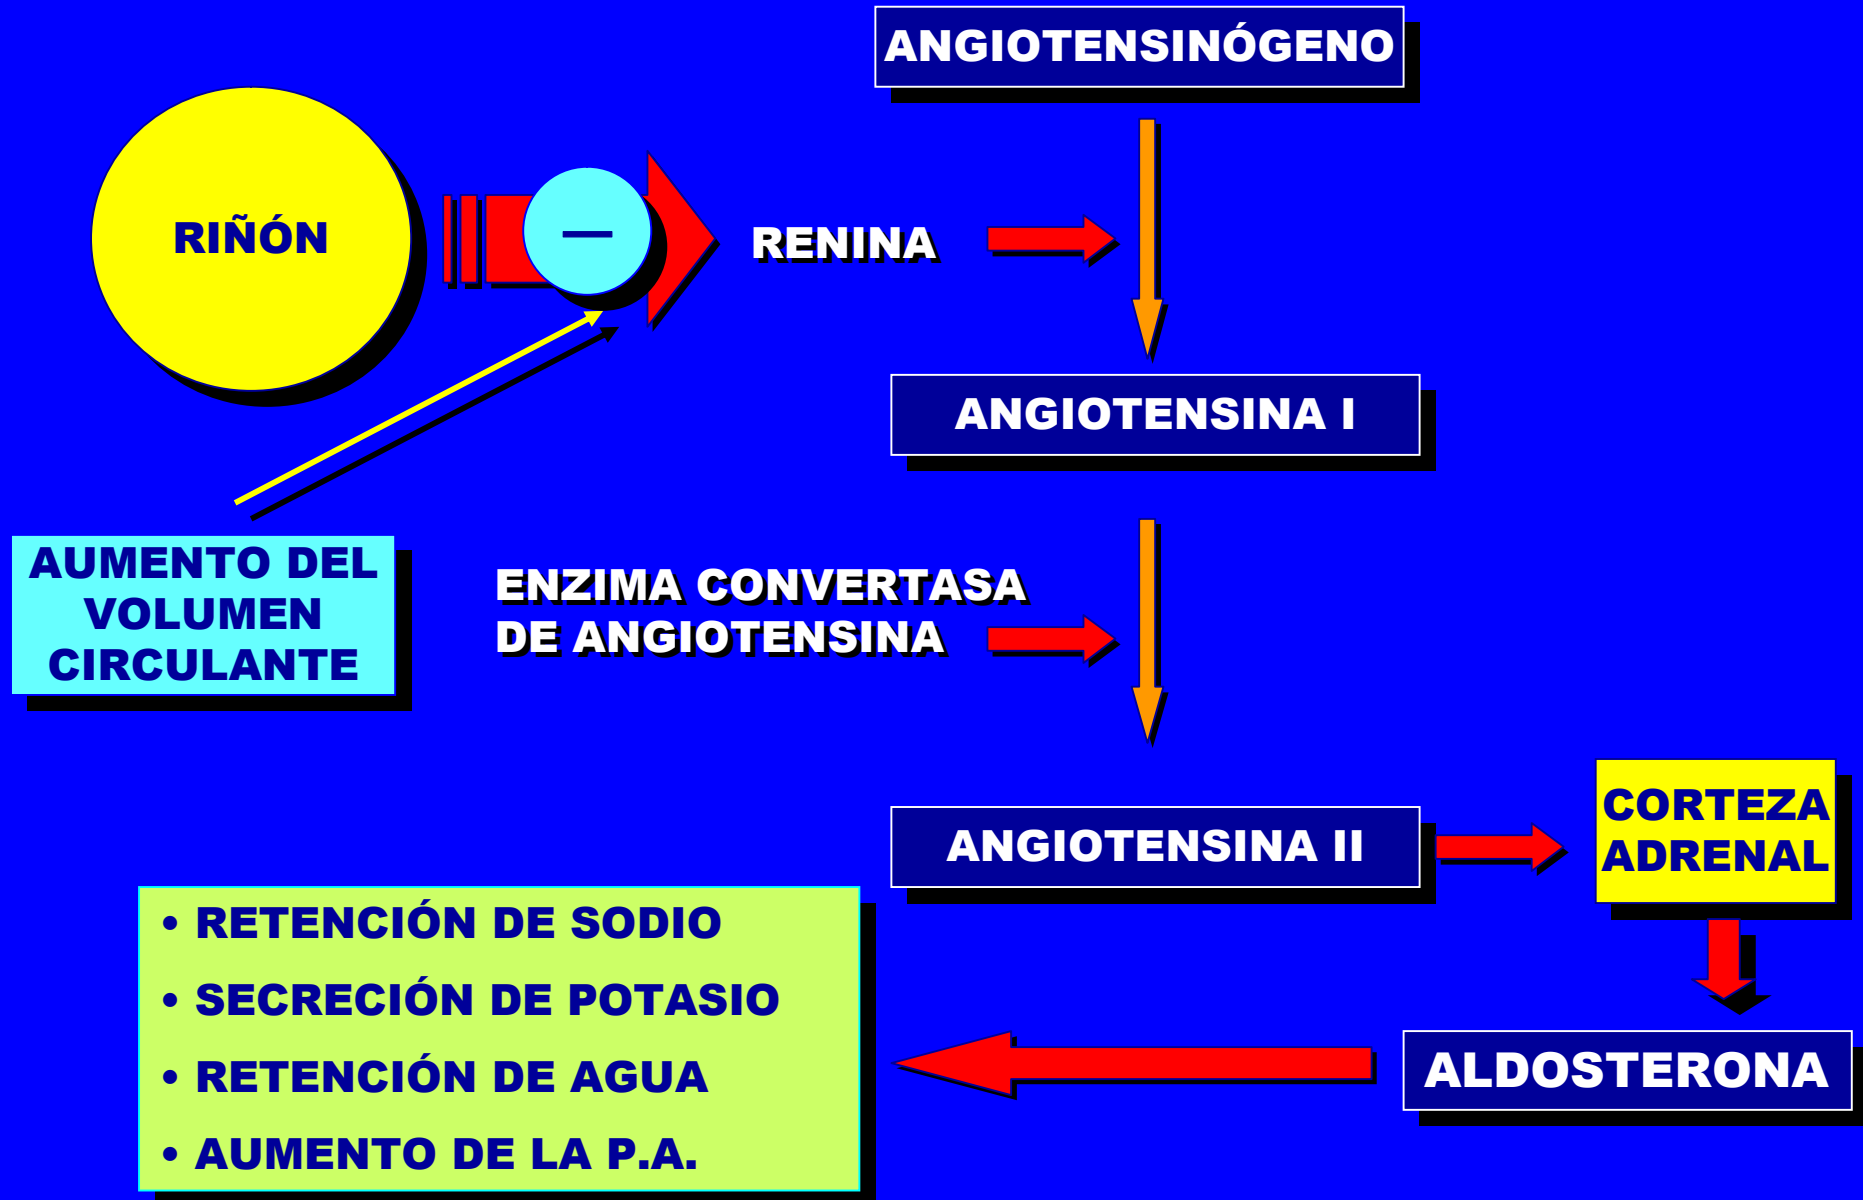 ANGIOTENSINÓGENO
RIÑÓN
—
RENINA
ANGIOTENSINA I
AUMENTO DEL
VOLUMEN
CIRCULANTE
ENZIMA CONVERTASA
DE ANGIOTENSINA
ANGIOTENSINA II
CORTEZA
ADRENAL
• RETENCIÓN DE SODIO
• SECRECIÓN DE POTASIO
• RETENCIÓN DE AGUA
• AUMENTO DE LA P.A.
ALDOSTERONA